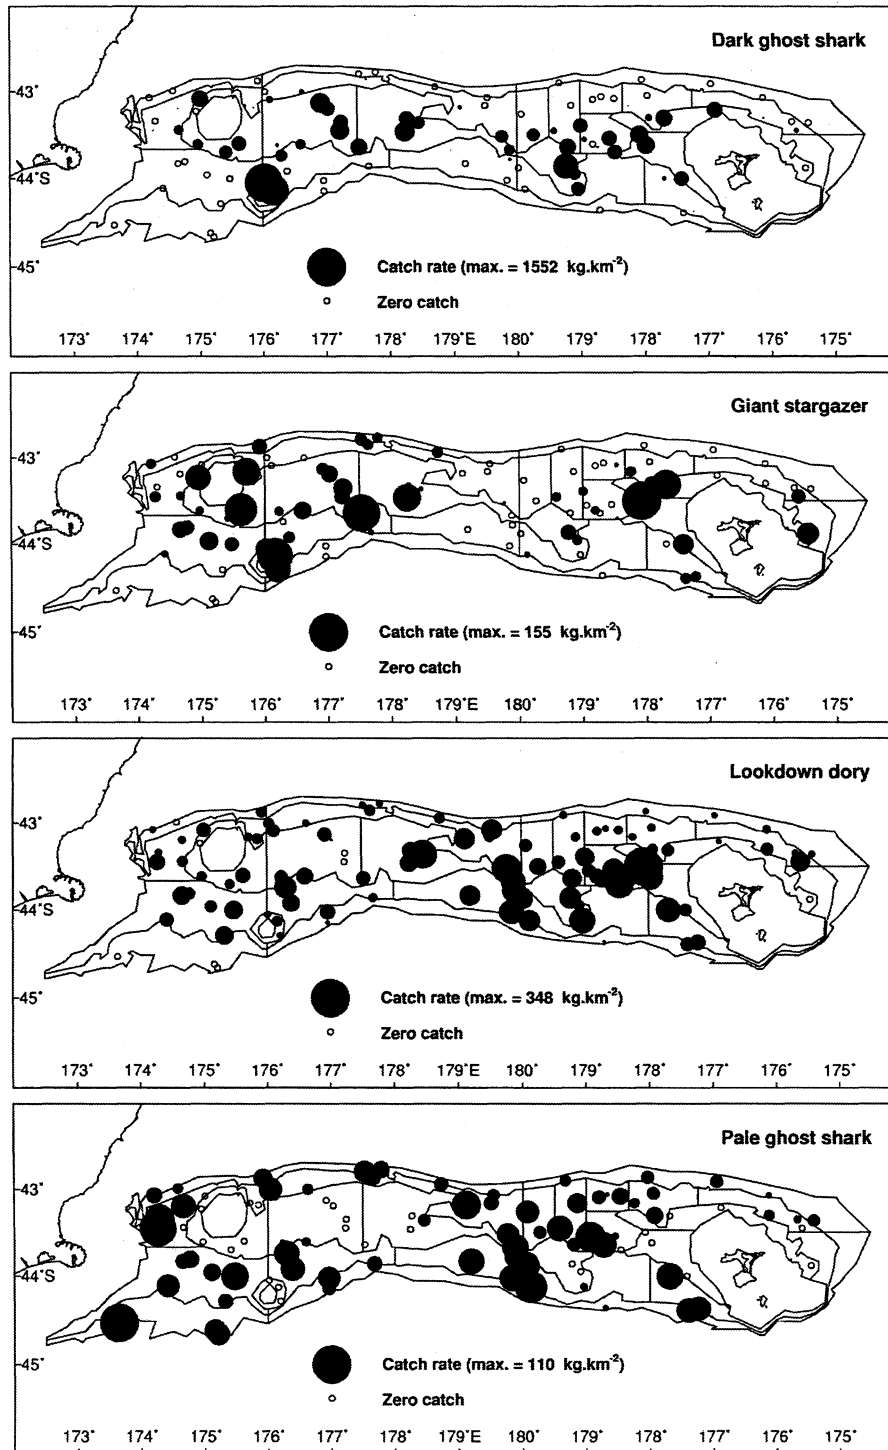 Dark ghost shark
43°
44°S
45°
Catch rate (max. = 1552 kg.km⁻²)
Zero catch
173° 174° 175° 176° 177° 178° 179°E 180° 179° 178° 177° 176° 175°
Giant stargazer
43°
44°S
45°
Catch rate (max. = 155 kg.km⁻²)
Zero catch
173° 174° 175° 176° 177° 178° 179°E 180° 179° 178° 177° 176° 175°
Lookdown dory
43°
44°S
45°
Catch rate (max. = 348 kg.km⁻²)
Zero catch
173° 174° 175° 176° 177° 178° 179°E 180° 179° 178° 177° 176° 175°
Pale ghost shark
43°
44°S
45°
Catch rate (max. = 110 kg.km⁻²)
Zero catch
173° 174° 175° 176° 177° 178° 179°E 180° 179° 178° 177° 176° 175°